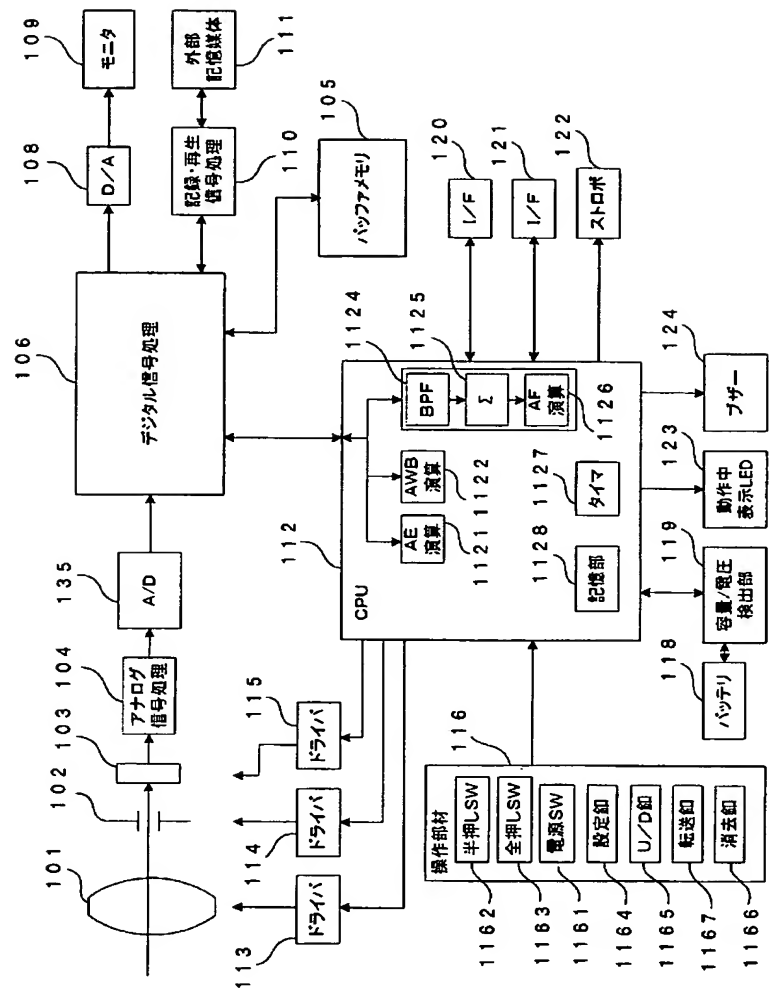 109
モニタ
111
外部
記憶媒体
108
D/A
110
記録・再生
信号処理
105
バッファメモリ
106
デジタル信号処理
120
I/F
121
I/F
122
ストロボ
135
A/D
104
アナログ
信号処理
103
102
101
112
CPU
1124
BPF
1125
Σ
AF
演算
1126
AWB
演算
1122
AE
演算
1121
1127
タイマ
1128
記憶部
124
ブザー
123
動作中
表示LED
119
容量/電圧
検出部
118
バッテリ
115
ドライバ
114
ドライバ
113
ドライバ
116
操作部材
半押しSW
1162
全押しSW
1163
電源SW
1161
設定釦
1164
U/D釦
1165
転送釦
1167
消去釦
1166